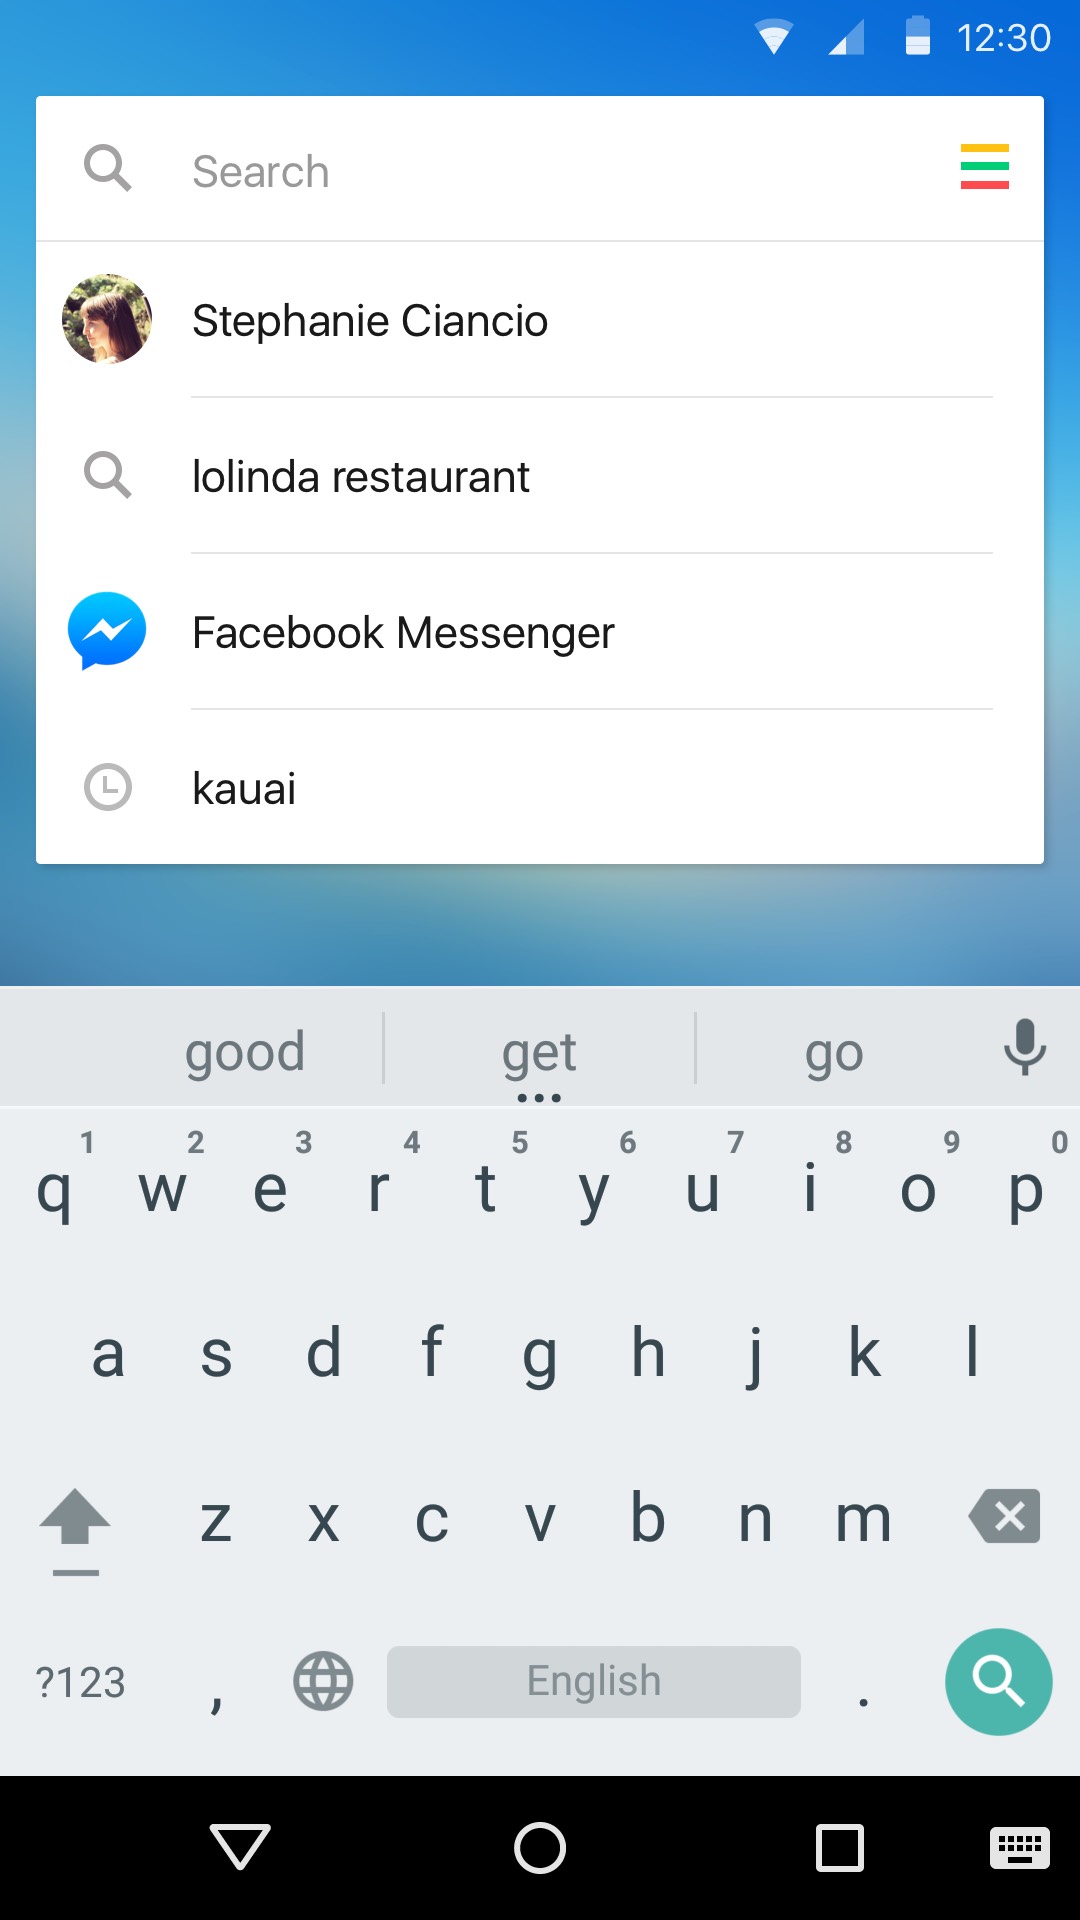 12:30
Search
Stephanie Ciancio
lolinda restaurant
Facebook Messenger
kauai
good get go
1 2 3 4 5 6 7 8 9 0
q w e r t y u i o p
a s d f g h j k l
z x c v b n m
?123 , English .